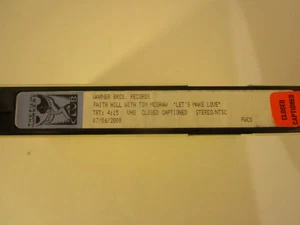 WARNER BROS. RECORDS
FAITH HILL WITH TIM MCGRAW "LET'S MAKE LOVE"
TRT: 4:15 VHS CLOSED CAPTIONED STEREO/NTSC
07/06/2000
CLOSED
CAPTIONED